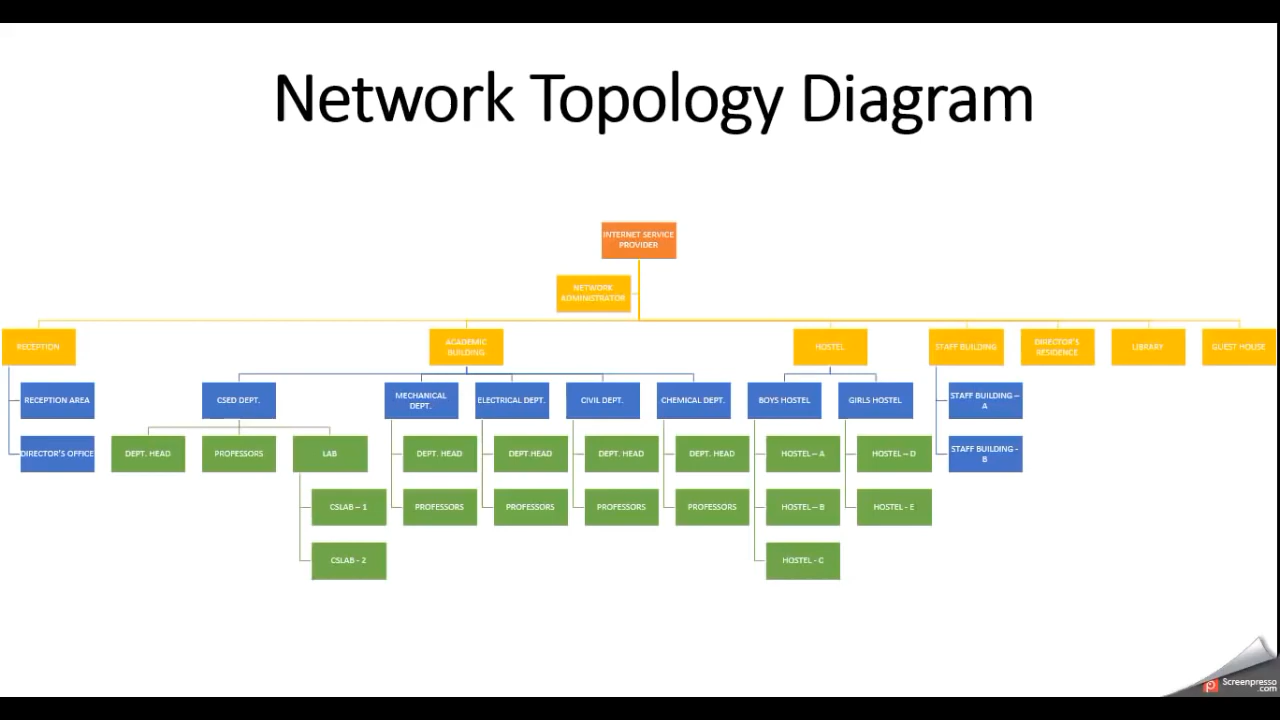 Network Topology Diagram
INTERNET SERVICE
PROVIDER
NETWORK
ADMINISTRATOR
RECEPTION
ACADEMIC
BUILDING
HOSTEL
STAFF BUILDING
DIRECTOR'S
RESIDENCE
LIBRARY
GUEST HOUSE
RECEPTION AREA
CSED DEPT.
MECHANICAL
DEPT.
ELECTRICAL DEPT.
CIVIL DEPT.
CHEMICAL DEPT.
BOYS HOSTEL
GIRLS HOSTEL
STAFF BUILDING –
A
DIRECTOR'S OFFICE
DEPT. HEAD
PROFESSORS
LAB
DEPT. HEAD
DEPT.HEAD
DEPT. HEAD
DEPT. HEAD
HOSTEL – A
HOSTEL – D
STAFF BUILDING -
B
CSLAB – 1
PROFESSORS
PROFESSORS
PROFESSORS
PROFESSORS
HOSTEL – B
HOSTEL - E
CSLAB - 2
HOSTEL - C
Screenpresso
.com